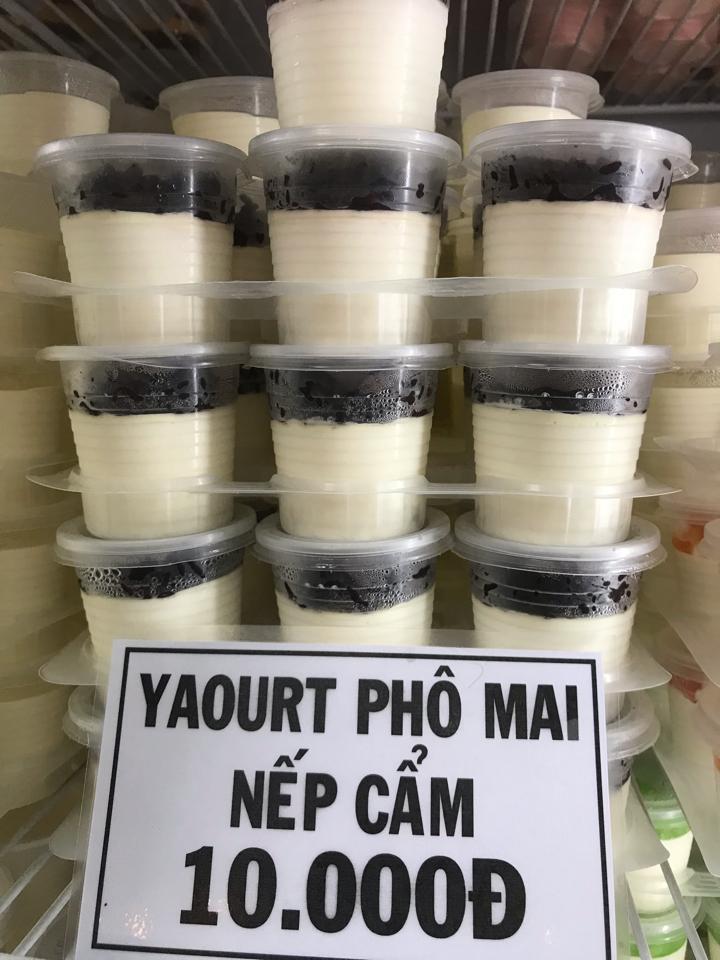 YAOURT PHÔ MAI
NẾP CẨM
10.000Đ